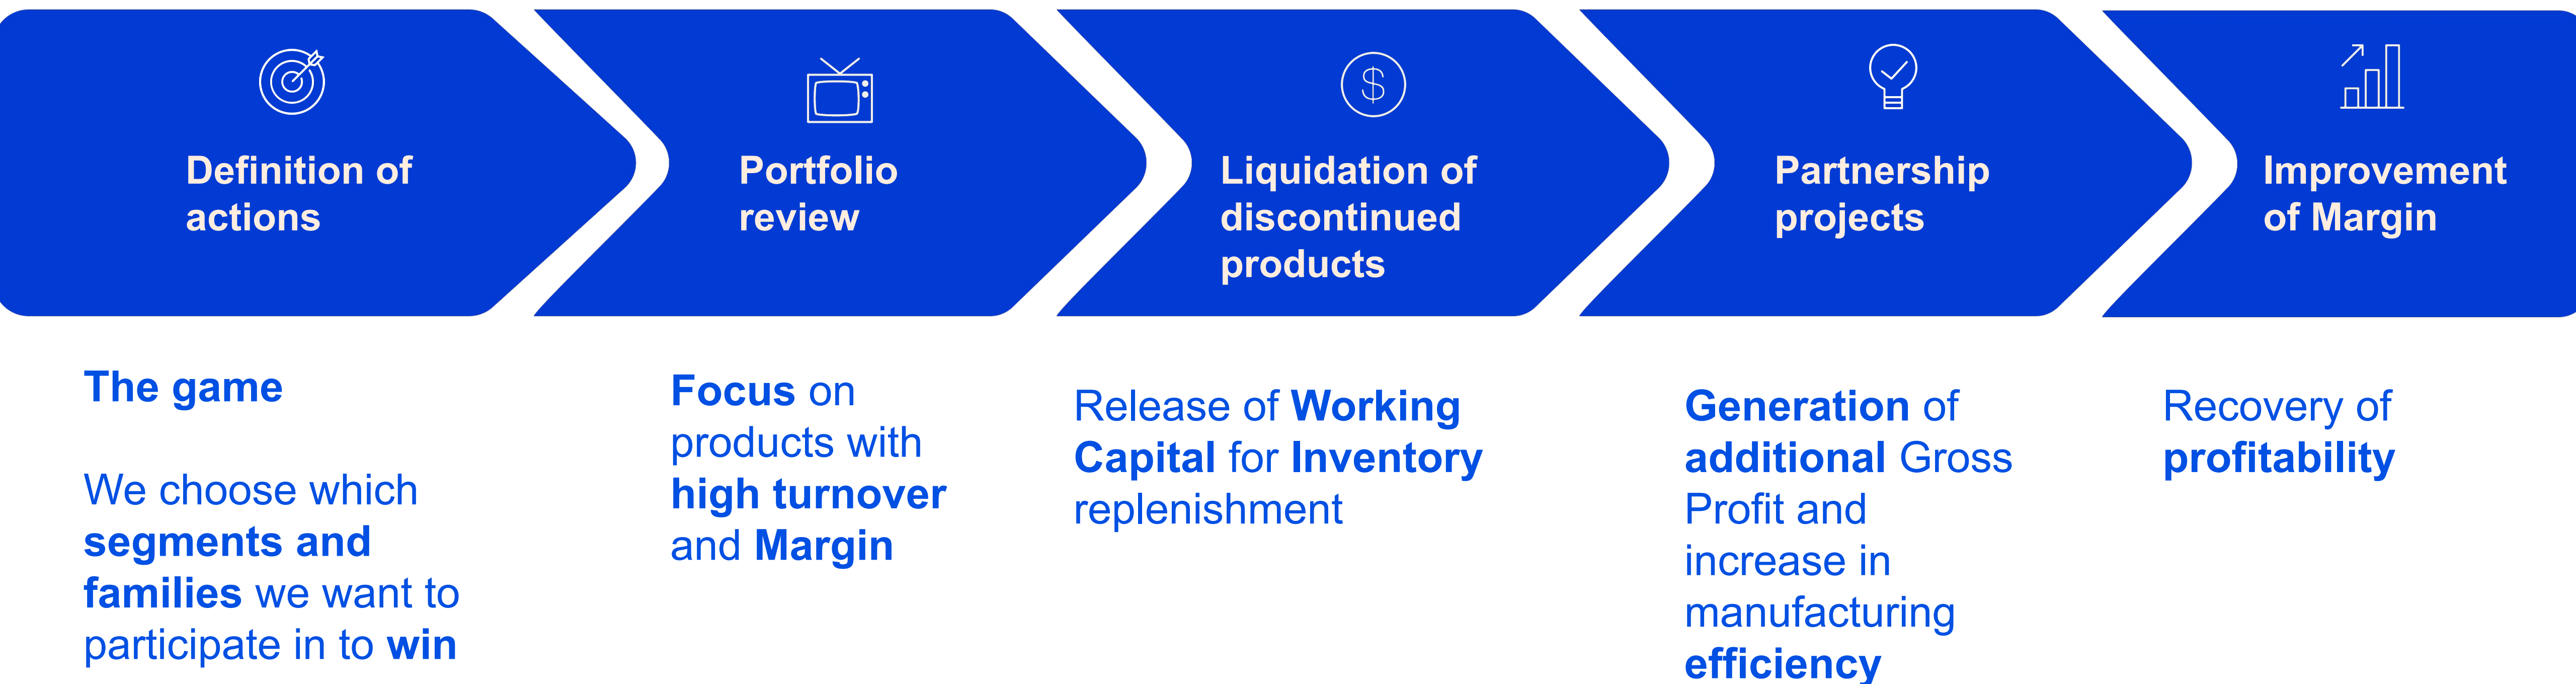 Definition of
actions
Portfolio
review
Liquidation of
discontinued
products
Partnership
projects
Improvement
of Margin
The game
We choose which
segments and
families we want to
participate in to win
Focus on
products with
high turnover
and Margin
Release of Working
Capital for Inventory
replenishment
Generation of
additional Gross
Profit and
increase in
manufacturing
efficiency
Recovery of
profitability